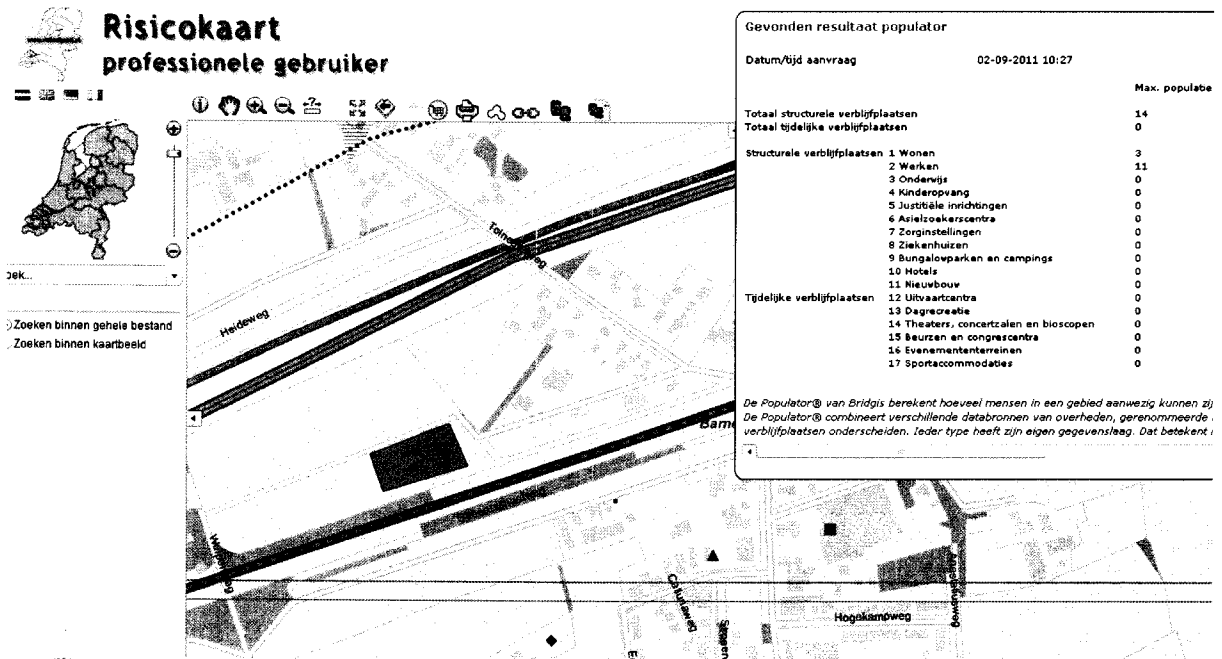 Risicokaart
professionele gebruiker
Zoeken binnen gehele bestand
Zoeken binnen kaartbeeld
Heideweg
Hogekampweg
Gevonden resultaat populator
Datum/tijd aanvraag 02-09-2011 10:27
Max. populatie
Totaal structurele verblijfplaatsen 14
Totaal tijdelijke verblijfplaatsen 0
Structurele verblijfplaatsen 1 Wonen 3
2 Werken 11
3 Onderwijs 0
4 Kinderopvang 0
5 Justitiële inrichtingen 0
6 Asielzoekerscentra 0
7 Zorginstellingen 0
8 Ziekenhuizen 0
9 Bungalowparken en campings 0
10 Hotels 0
11 Nieuwbouw 0
Tijdelijke verblijfplaatsen 12 Uitvaartcentra 0
13 Dagrecreatie 0
14 Theaters, concertzalen en bioscopen 0
15 Beurzen en congrescentra 0
16 Evenemententerreinen 0
17 Sportaccommodaties 0
De Populator® van Bridgis berekent hoeveel mensen in een gebied aanwezig kunnen zij
De Populator® combineert verschillende databronnen van overheden, gerenommeerde
verblijfplaatsen onderscheiden. Ieder type heeft zijn eigen gegevenslaag. Dat betekent